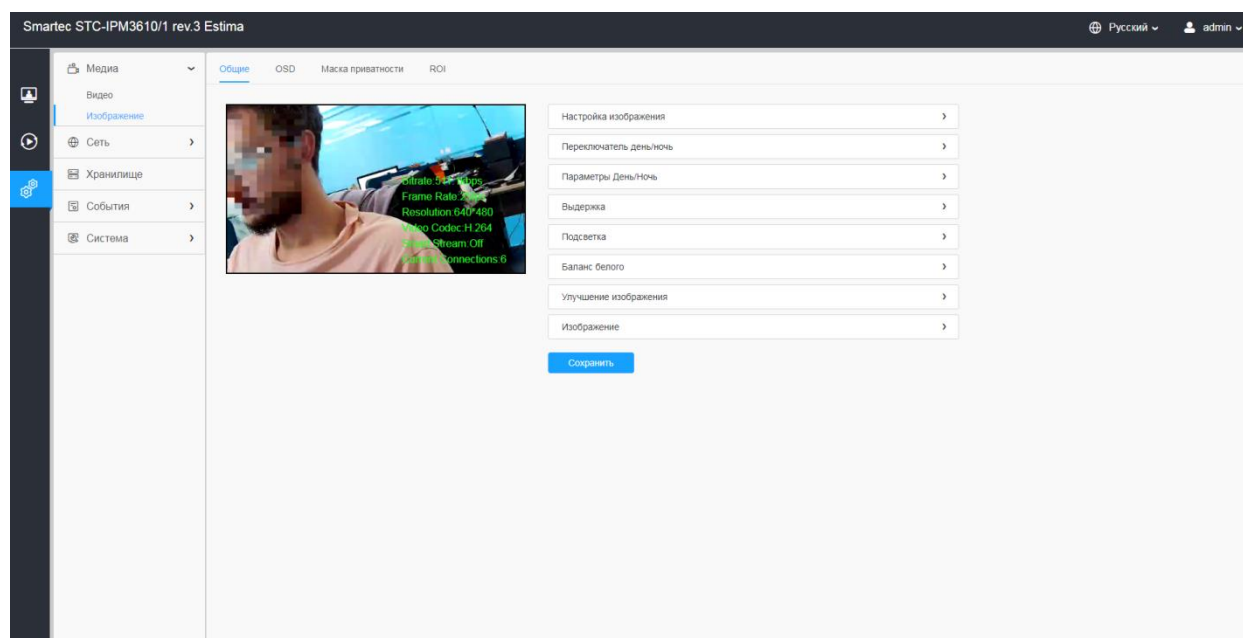 Smartec STC-IPM3610/1 rev.3 Estima
Русский
admin
Медиа
Видео
Изображение
Сеть
Хранилище
События
Система
Общие
OSD
Маска приватности
ROI
Bitrate:
Frame Rate:
Resolution:640*480
Video Codec:H.264
Stream:Off
Connections:6
Настройка изображения
Переключатель день/ночь
Параметры День/Ночь
Выдержка
Подсветка
Баланс белого
Улучшение изображения
Изображение
Сохранить